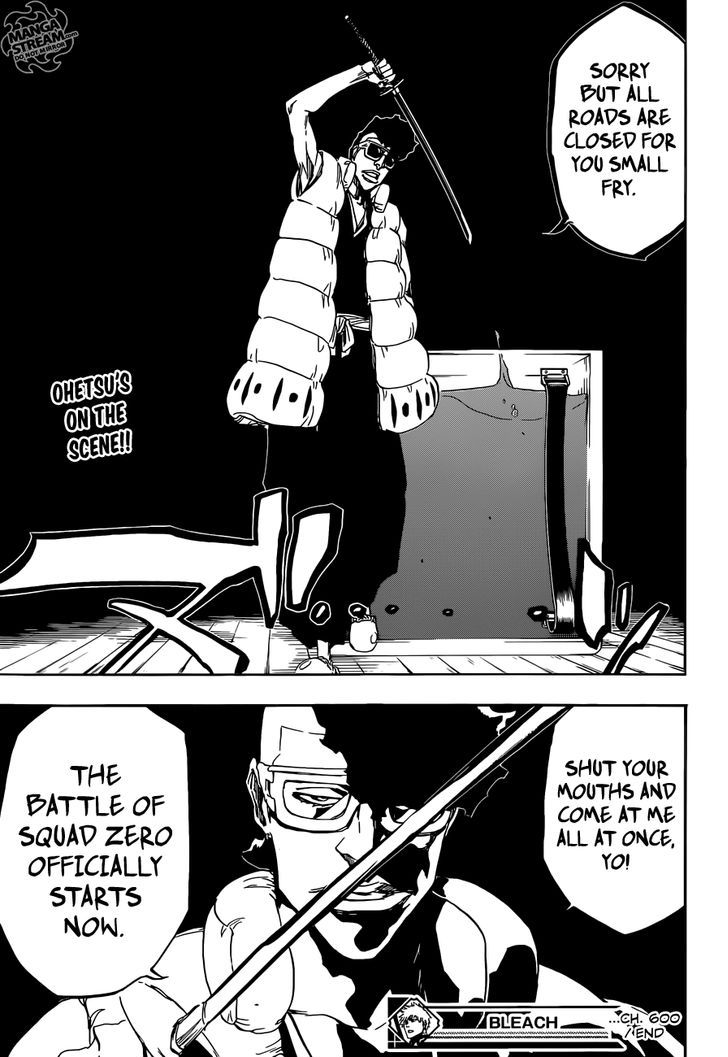 MANGA
STREAM.com
DO NOT MIRROR
SORRY
BUT ALL
ROADS ARE
CLOSED FOR
YOU SMALL
FRY.
OHETSU'S
ON THE
SCENE!!
SHUT YOUR
MOUTHS AND
COME AT ME
ALL AT ONCE,
YO!
THE
BATTLE OF
SQUAD ZERO
OFFICIALLY
STARTS
NOW.
BLEACH
...CH. 600
/ END